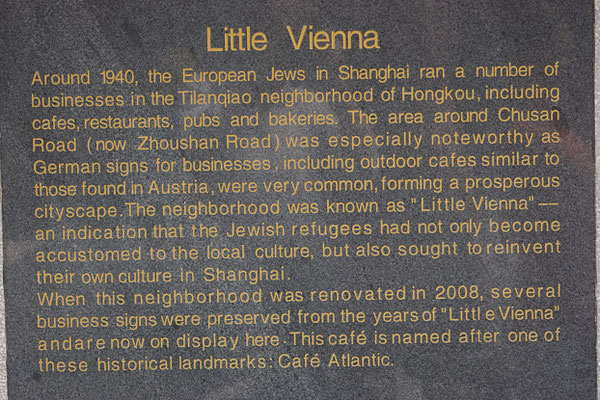 Little Vienna
Around 1940, the European Jews in Shanghai ran a number of
businesses in the Tilanqiao neighborhood of Hongkou, including
cafes, restaurants, pubs and bakeries. The area around Chusan
Road (now Zhoushan Road) was especially noteworthy as
German signs for businesses, including outdoor cafes similar to
those found in Austria, were very common, forming a prosperous
cityscape. The neighborhood was known as "Little Vienna" —
an indication that the Jewish refugees had not only become
accustomed to the local culture, but also sought to reinvent
their own culture in Shanghai.
When this neighborhood was renovated in 2008, several
business signs were preserved from the years of "Littl e Vienna"
andare now on display here. This café is named after one of
these historical landmarks: Café Atlantic.